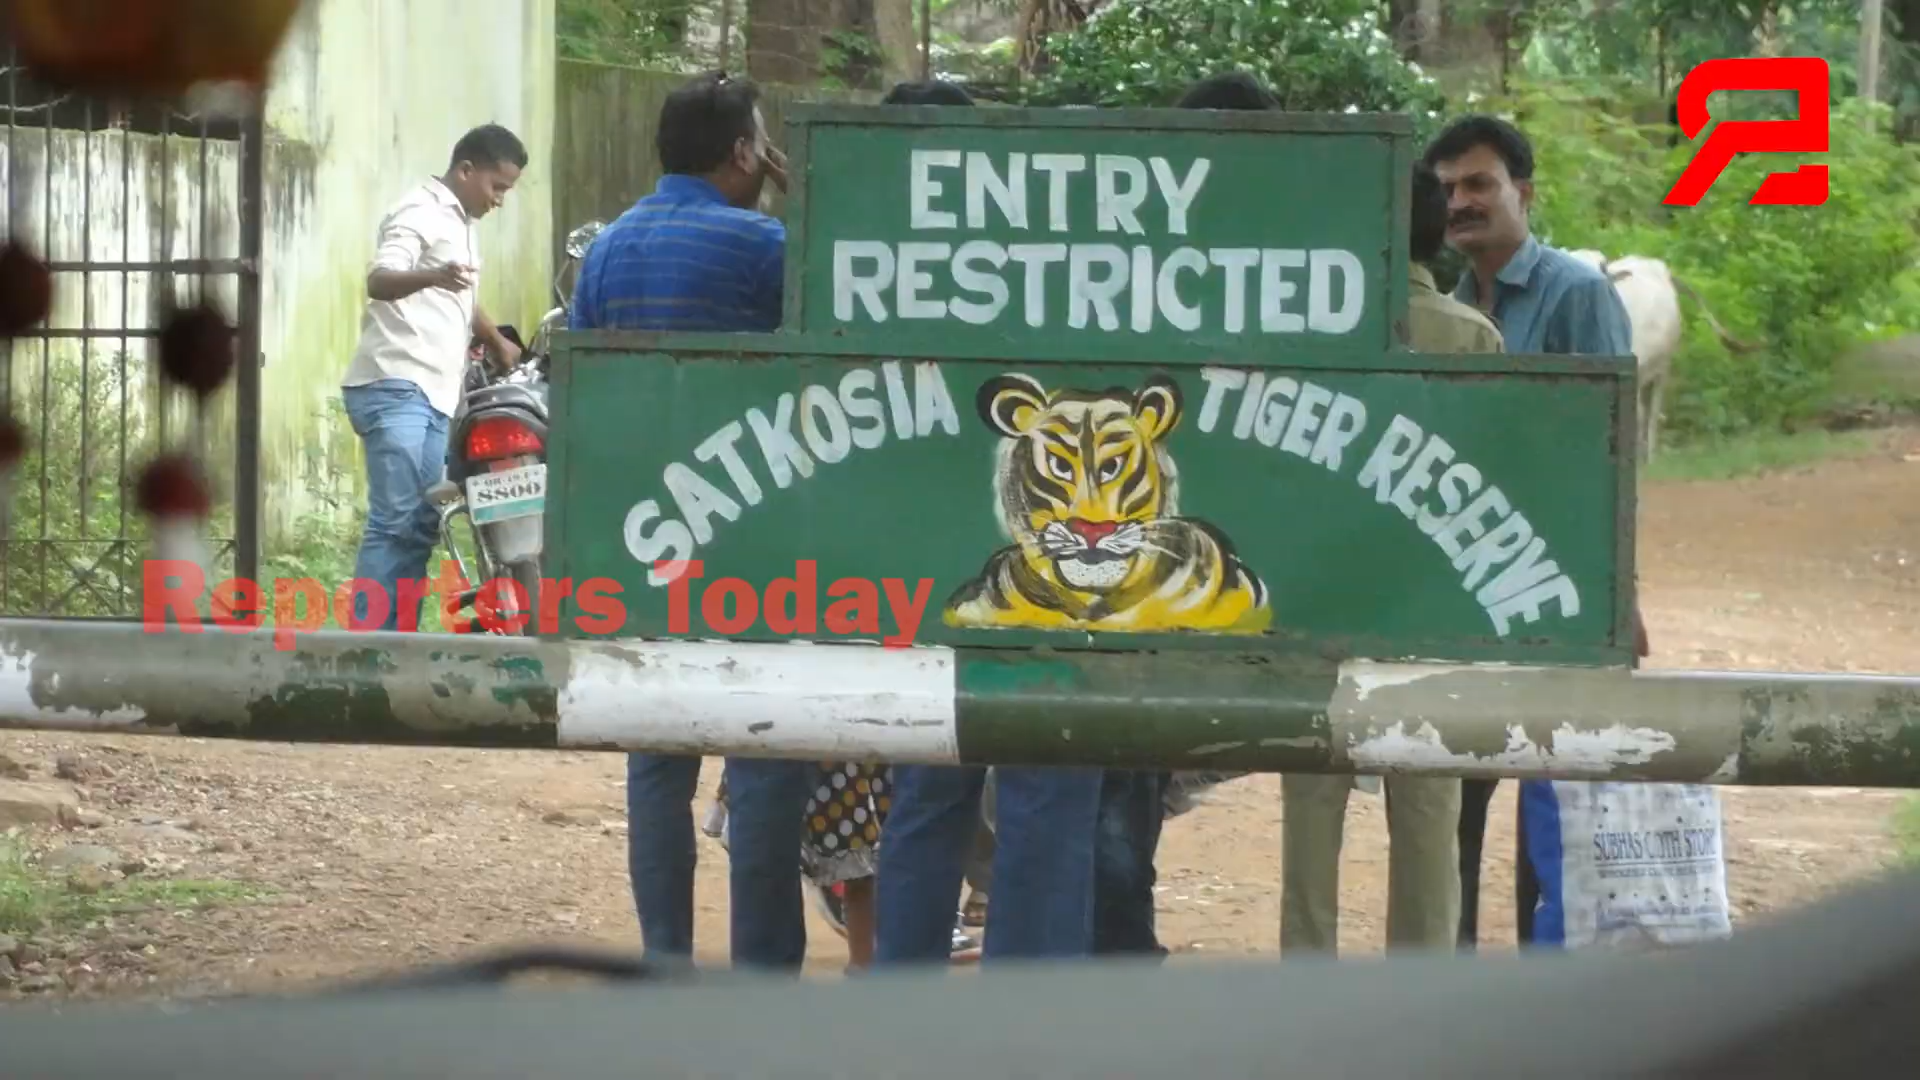 ENTRY
RESTRICTED
SATKOSIA TIGER RESERVE
8800
Reporters Today
SUBHAS CLOTH STORE